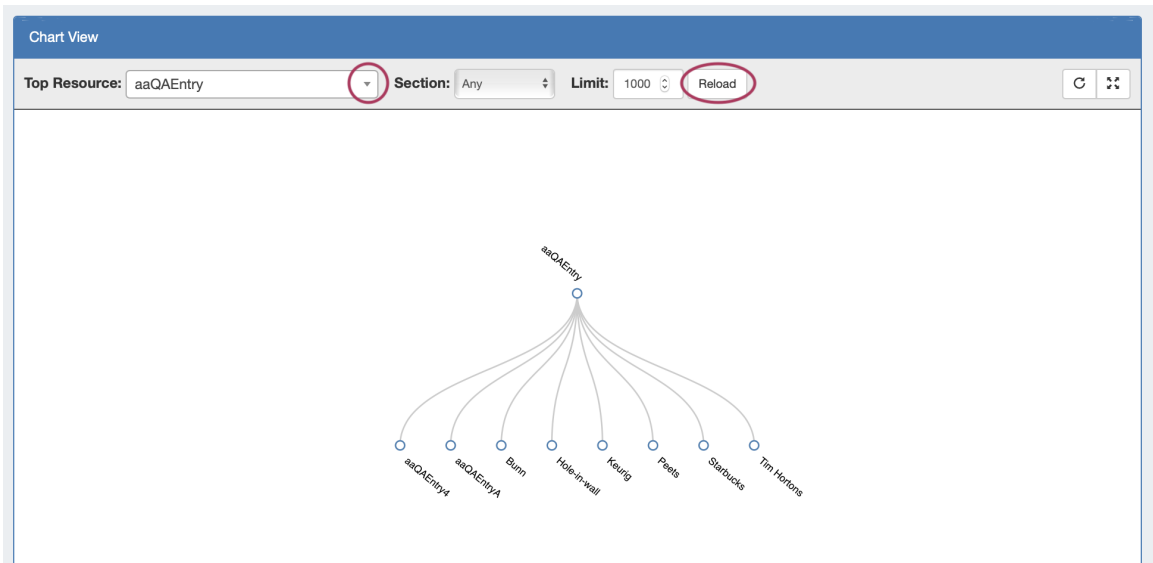 Chart View
Top Resource: aaQAEntry Section: Any Limit: 1000 Reload
aaQAEntry
aaQAEntry4
aaQAEntryA
Bunn
Hole-in-wall
Keurig
Peets
Starbucks
Tim Hortons